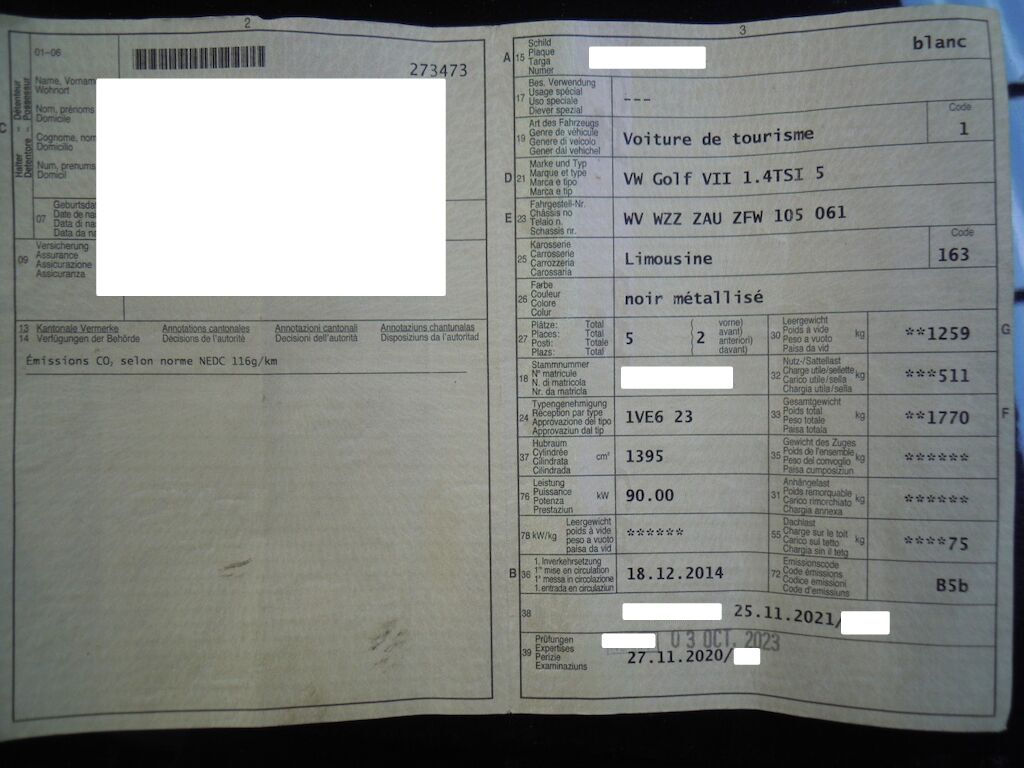 2
01-06
273473
Halter - Détenteur
Detentore - Possessur
C
Name, Vornam
Wohnort
Nom, prénoms
Domicile
Cognome, nom
Domicilio
Num, prenums
Domicil
07
Geburtsda
Date de na
Data di na
Data da na
09
Versicherung
Assurance
Assicurazione
Assicuranza
13 Kantonale Vermerke Annotations cantonales Annotazioni cantonali Annotaziuns chantunalas
14 Verfügungen der Behörde Décisions de l'autorité Decisioni dell'autorità Disposiziuns da l'autoritad
Émissions CO₂ selon norme NEDC 116g/km
3
A 15
Schild
Plaque
Targa
Numer
blanc
17
Bes. Verwendung
Usage spécial
Uso speciale
Diever spezial
---
19
Art des Fahrzeugs
Genre de véhicule
Genere di veicolo
Gener dal vehichel
Voiture de tourisme
Code
1
D 21
Marke und Typ
Marque et type
Marca e tipo
Marca e tip
VW Golf VII 1.4TSI 5
E 23
Fahrgestell-Nr.
Châssis no
Telaio n.
Schassis nr.
WV WZZ ZAU ZFW 105 061
25
Karosserie
Carrosserie
Carrozzeria
Carossaria
Limousine
Code
163
26
Farbe
Couleur
Colore
Colur
noir métallisé
27
Plätze: Total
Places: Total
Posti: Totale
Plazs: Total
5
( 2
vorne)
avant)
anteriori)
davant)
30
Leergewicht
Poids à vide
Peso a vuoto
Paisa da vid
kg
**1259
G
18
Stammnummer
N° matricule
N. di matricola
Nr. da matricla
32
Nutz-/Sattellast
Charge utile/sellette
Carico utile/sella
Chargia utila/sella
kg
***511
24
Typengenehmigung
Réception par type
Approvazione del tipo
Approvaziun dal tip
1VE6 23
33
Gesamtgewicht
Poids total
Peso totale
Paisa totala
kg
**1770
F
37
Hubraum
Cylindrée
Cilindrata
Cilindrada
cm³
1395
35
Gewicht des Zuges
Poids de l'ensemble
Peso del convoglio
Paisa cumposiziun
kg
******
76
Leistung
Puissance
Potenza
Prestaziun
kW
90.00
31
Anhängelast
Poids remorquable
Carico rimorchiato
Chargia annexa
kg
******
78 kW/kg
Leergewicht
poids à vide
peso a vuoto
paisa da vid
******
55
Dachlast
Charge sur le toit
Carico sul tetto
Chargia sin il tetg
kg
****75
B 36
1. Inverkehrsetzung
1re mise en circulation
1a messa in circolazione
1. entrada en circulaziun
18.12.2014
72
Emissionscode
Code émissions
Codice emissioni
Code d'emissiuns
B5b
38
25.11.2021/
39
Prüfungen
Expertises
Perizie
Examinaziuns
03 OCT. 2023
27.11.2020/